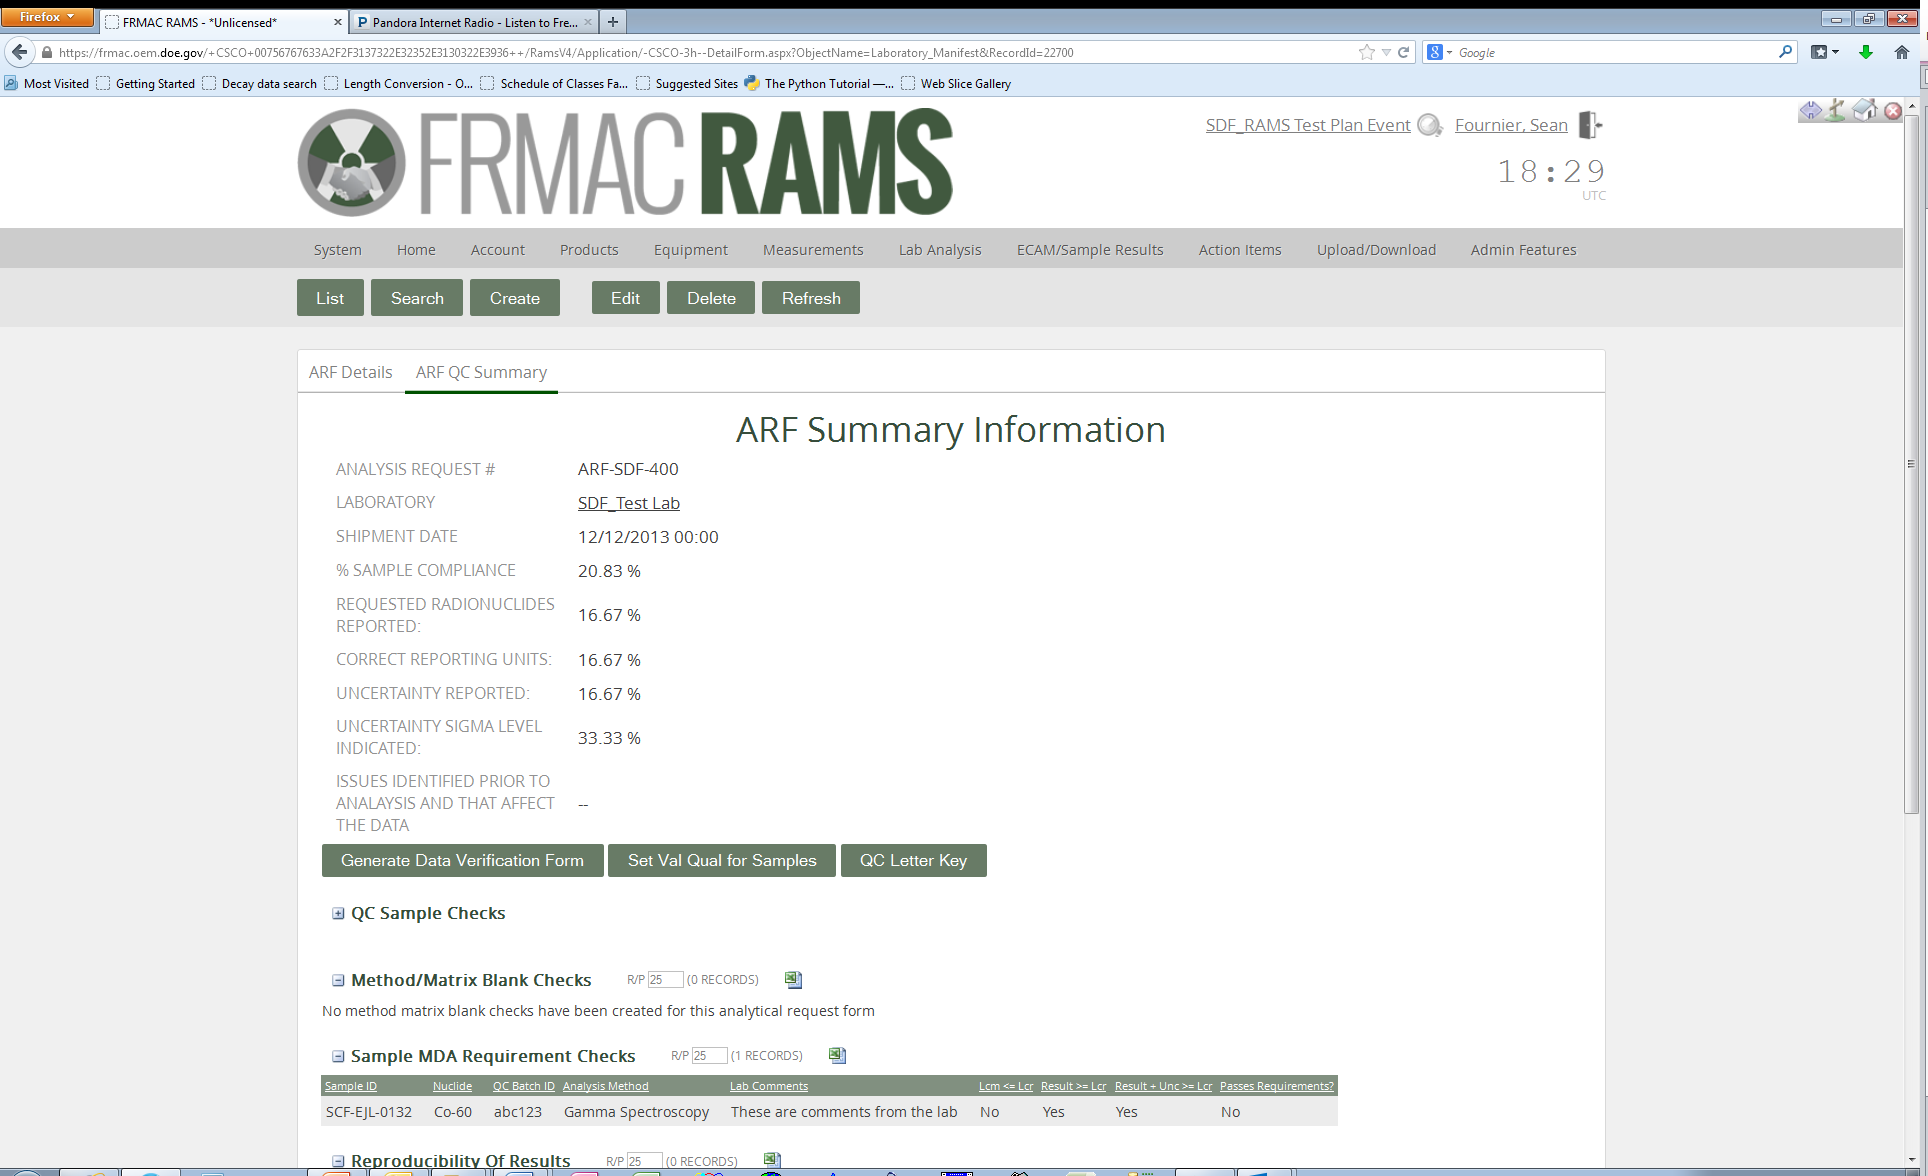 Firefox
FRMAC RAMS - *Unlicensed*
Pandora Internet Radio - Listen to Fre...
https://frmac.oem.doe.gov/+CSCO+00756767633A2F2F3137322E32352E3130322E3936++/RamsV4/Application/-CSCO-3h--DetailForm.aspx?ObjectName=Laboratory_Manifest&RecordId=22700
Google
Most Visited Getting Started Decay data search Length Conversion - O... Schedule of Classes Fa... Suggested Sites The Python Tutorial —... Web Slice Gallery
FRMAC RAMS
SDF_RAMS Test Plan Event Fournier, Sean
18:29
UTC
System Home Account Products Equipment Measurements Lab Analysis ECAM/Sample Results Action Items Upload/Download Admin Features
List Search Create Edit Delete Refresh
ARF Details ARF QC Summary
ARF Summary Information
ANALYSIS REQUEST # ARF-SDF-400
LABORATORY SDF_Test Lab
SHIPMENT DATE 12/12/2013 00:00
% SAMPLE COMPLIANCE 20.83 %
REQUESTED RADIONUCLIDES
REPORTED: 16.67 %
CORRECT REPORTING UNITS: 16.67 %
UNCERTAINTY REPORTED: 16.67 %
UNCERTAINTY SIGMA LEVEL
INDICATED: 33.33 %
ISSUES IDENTIFIED PRIOR TO
ANALAYSIS AND THAT AFFECT --
THE DATA
Generate Data Verification Form Set Val Qual for Samples QC Letter Key
QC Sample Checks
Method/Matrix Blank Checks R/P 25 (0 RECORDS)
No method matrix blank checks have been created for this analytical request form
Sample MDA Requirement Checks R/P 25 (1 RECORDS)
Sample ID Nuclide QC Batch ID Analysis Method Lab Comments Lcm <= Lcr Result >= Lcr Result + Unc >= Lcr Passes Requirements?
SCF-EJL-0132 Co-60 abc123 Gamma Spectroscopy These are comments from the lab No Yes Yes No
Reproducibility Of Results R/P 25 (0 RECORDS)